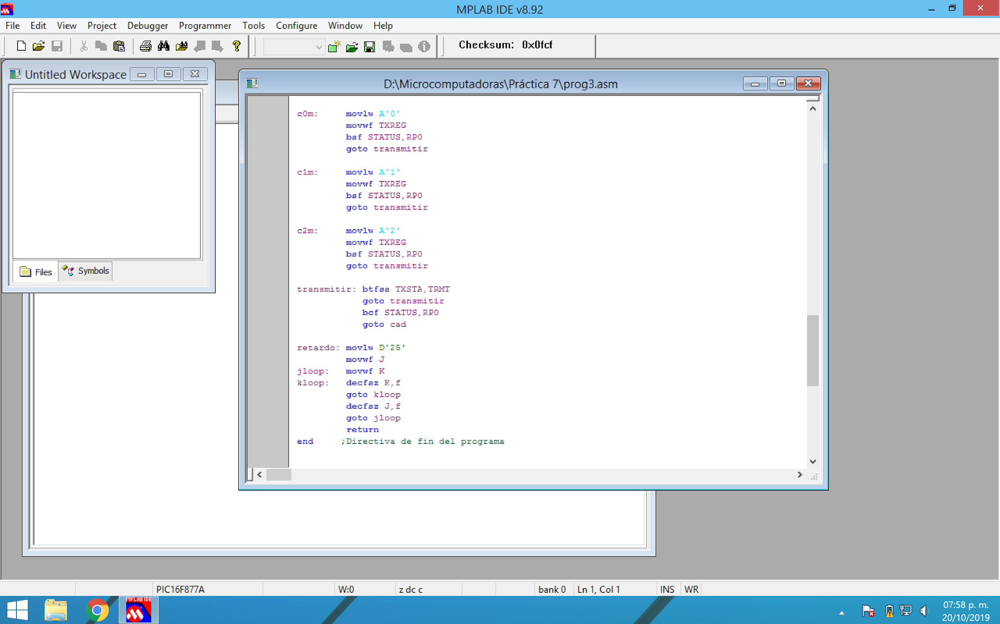 MPLAB IDE v8.92
File Edit View Project Debugger Programmer Tools Configure Window Help
Checksum: 0x0fcf
Untitled Workspace
Files Symbols
D:\Microcomputadoras\Práctica 7\prog3.asm
c0m: movlw A'0'
movwf TXREG
bsf STATUS,RP0
goto transmitir
c1m: movlw A'1'
movwf TXREG
bsf STATUS,RP0
goto transmitir
c2m: movlw A'2'
movwf TXREG
bsf STATUS,RP0
goto transmitir
transmitir: btfss TXSTA,TRMT
goto transmitir
bcf STATUS,RP0
goto cad
retardo: movlw D'25'
movwf J
jloop: movwf K
kloop: decfsz K,f
goto kloop
decfsz J,f
goto jloop
return
end ;Directiva de fin del programa
PIC16F877A W:0 z dc c bank 0 Ln 1, Col 1 INS WR
MPLAB IDE
07:58 p. m.
20/10/2019